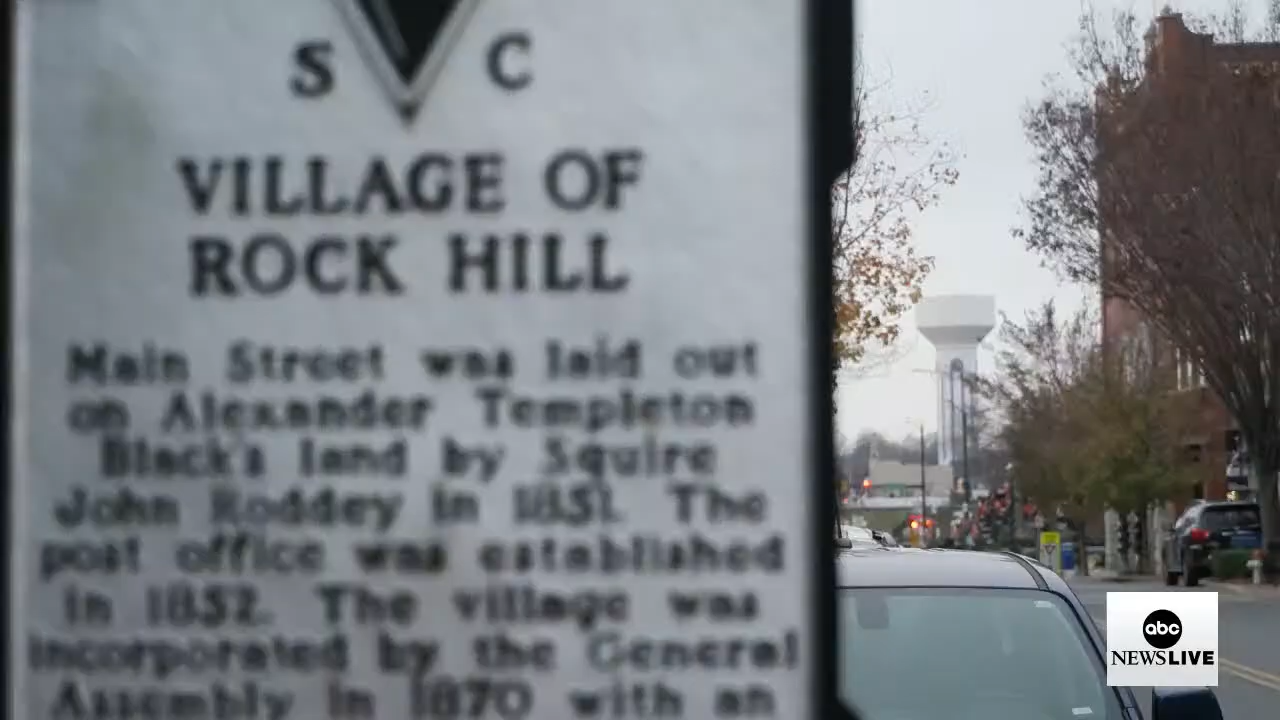 S C
VILLAGE OF
ROCK HILL
Main Street was laid out
on Alexander Templeton
Black's land by Squire
John Roddey in 1851. The
post office was established
in 1852. The village was
incorporated by the General
Assembly in 1870 with an
abc
NEWSLIVE